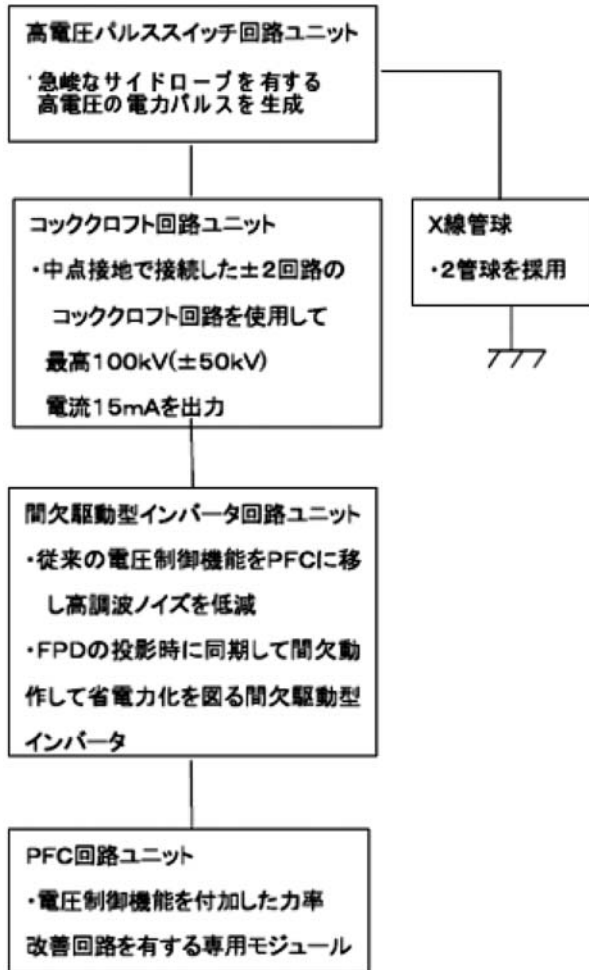 高電圧パルススイッチ回路ユニット
・急峻なサイドローブを有する
高電圧の電力パルスを生成
コッククロフト回路ユニット
・中点接地で接続した±2回路の
コッククロフト回路を使用して
最高100kV(±50kV)
電流15mAを出力
X線管球
・2管球を採用
間欠駆動型インバータ回路ユニット
・従来の電圧制御機能をPFCに移
し高調波ノイズを低減
・FPDの投影時に同期して間欠動
作して省電力化を図る間欠駆動型
インバータ
PFC回路ユニット
・電圧制御機能を付加した力率
改善回路を有する専用モジュール